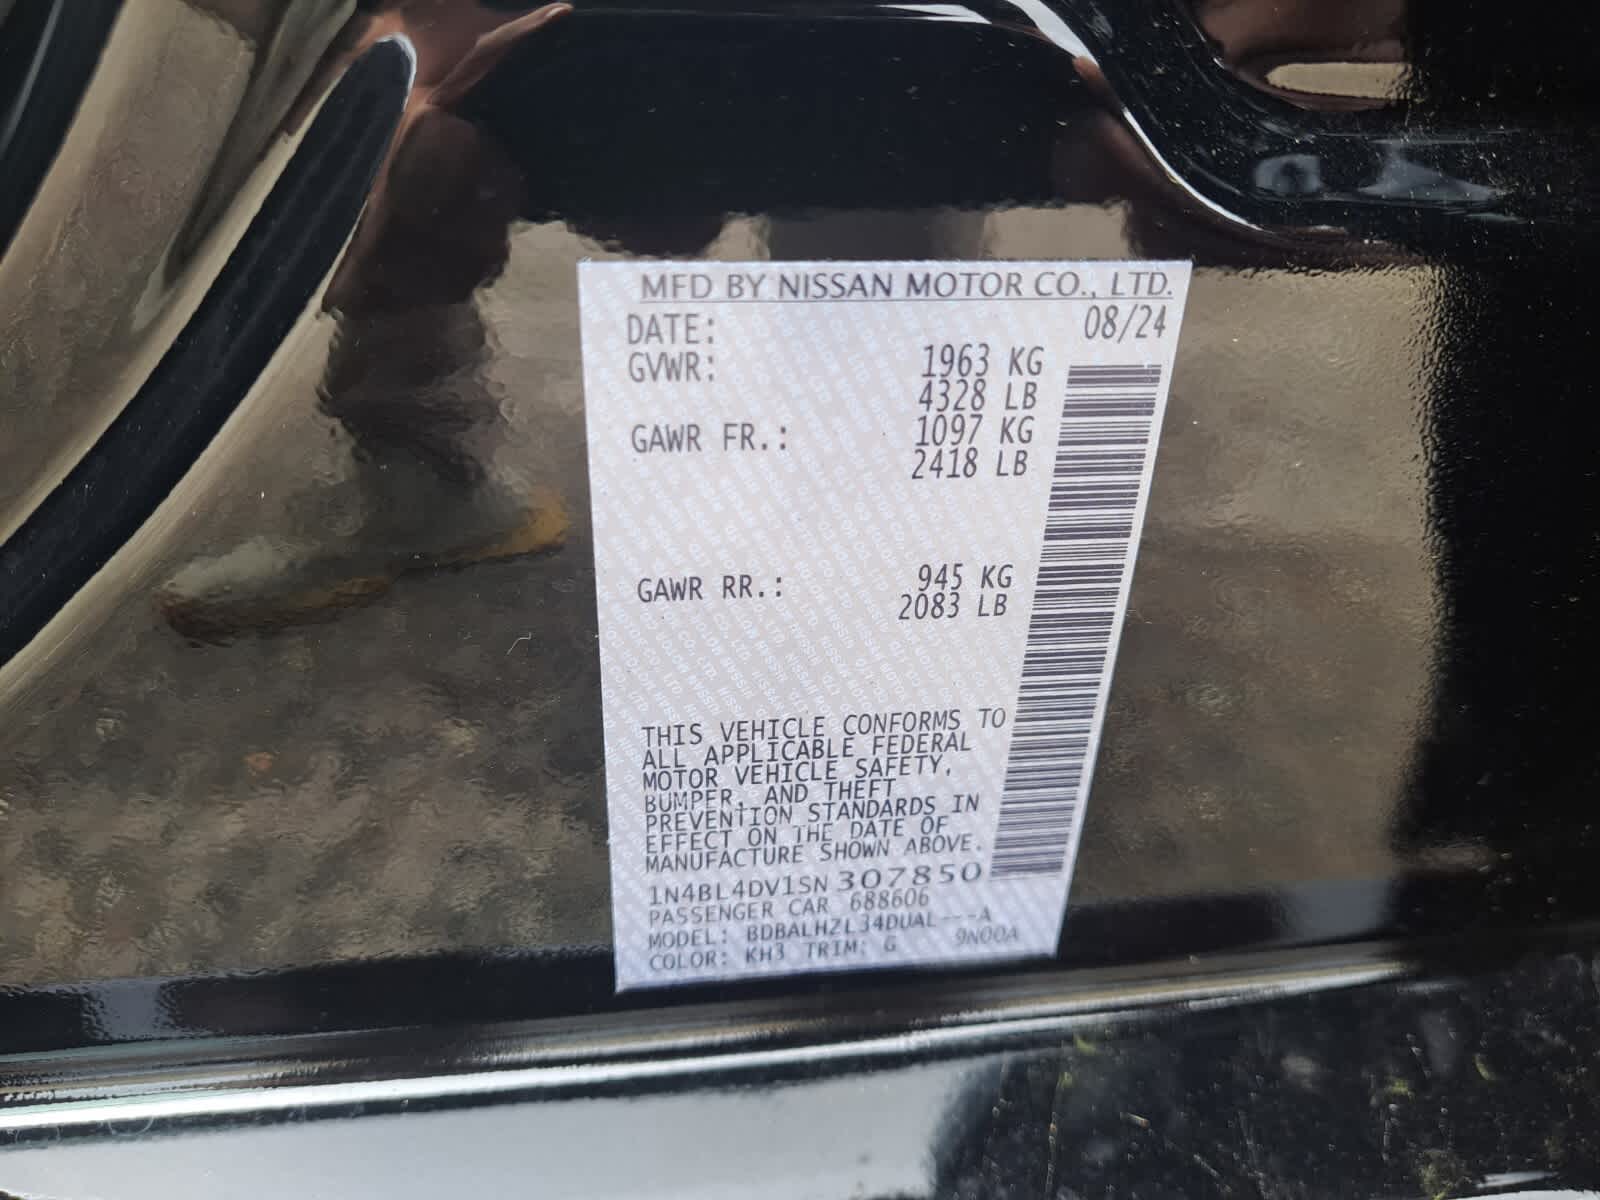 MFD BY NISSAN MOTOR CO., LTD.
DATE: 08/24
GVWR: 1963 KG
4328 LB
GAWR FR.: 1097 KG
2418 LB
GAWR RR.: 945 KG
2083 LB
THIS VEHICLE CONFORMS TO
ALL APPLICABLE FEDERAL
MOTOR VEHICLE SAFETY,
BUMPER, AND THEFT
PREVENTION STANDARDS IN
EFFECT ON THE DATE OF
MANUFACTURE SHOWN ABOVE.
1N4BL4DV1SN307850
PASSENGER CAR 688606
MODEL: BDBALHZL34DUAL---A
COLOR: KH3 TRIM: G 9N00A